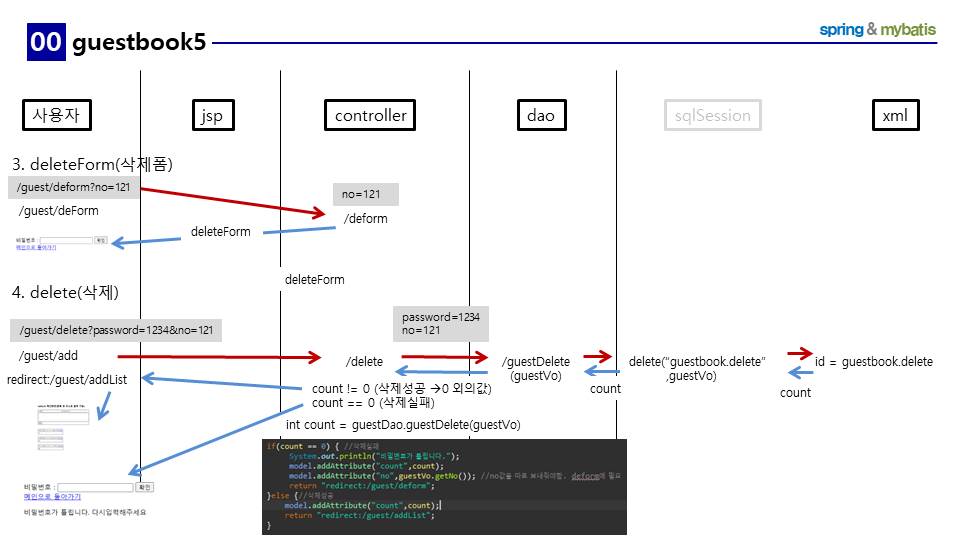 00 guestbook5
spring & mybatis
사용자
jsp
controller
dao
sqlSession
xml
3. deleteForm(삭제폼)
/guest/deform?no=121
no=121
/guest/deForm
/deform
deleteForm
비밀번호 : 확인
메인으로 돌아가기
deleteForm
4. delete(삭제)
password=1234
no=121
/guest/delete?password=1234&no=121
/guest/add
/delete
/guestDelete
(guestVo)
delete("guestbook.delete"
,guestVo)
id = guestbook.delete
redirect:/guest/addList
count
count
count != 0 (삭제성공 →0 외의값)
count == 0 (삭제실패)
int count = guestDao.guestDelete(guestVo)
if(count == 0) { //삭제실패
System.out.println("비밀번호가 틀립니다.");
model.addAttribute("count",count);
model.addAttribute("no",guestVo.getNo()); //no값을 따로 보내줘야함. deform에 필요
return "redirect:/guest/deform";
}else {//삭제성공
model.addAttribute("count",count);
return "redirect:/guest/addList";
}
비밀번호 : 확인
메인으로 돌아가기
비밀번호가 틀립니다. 다시입력해주세요